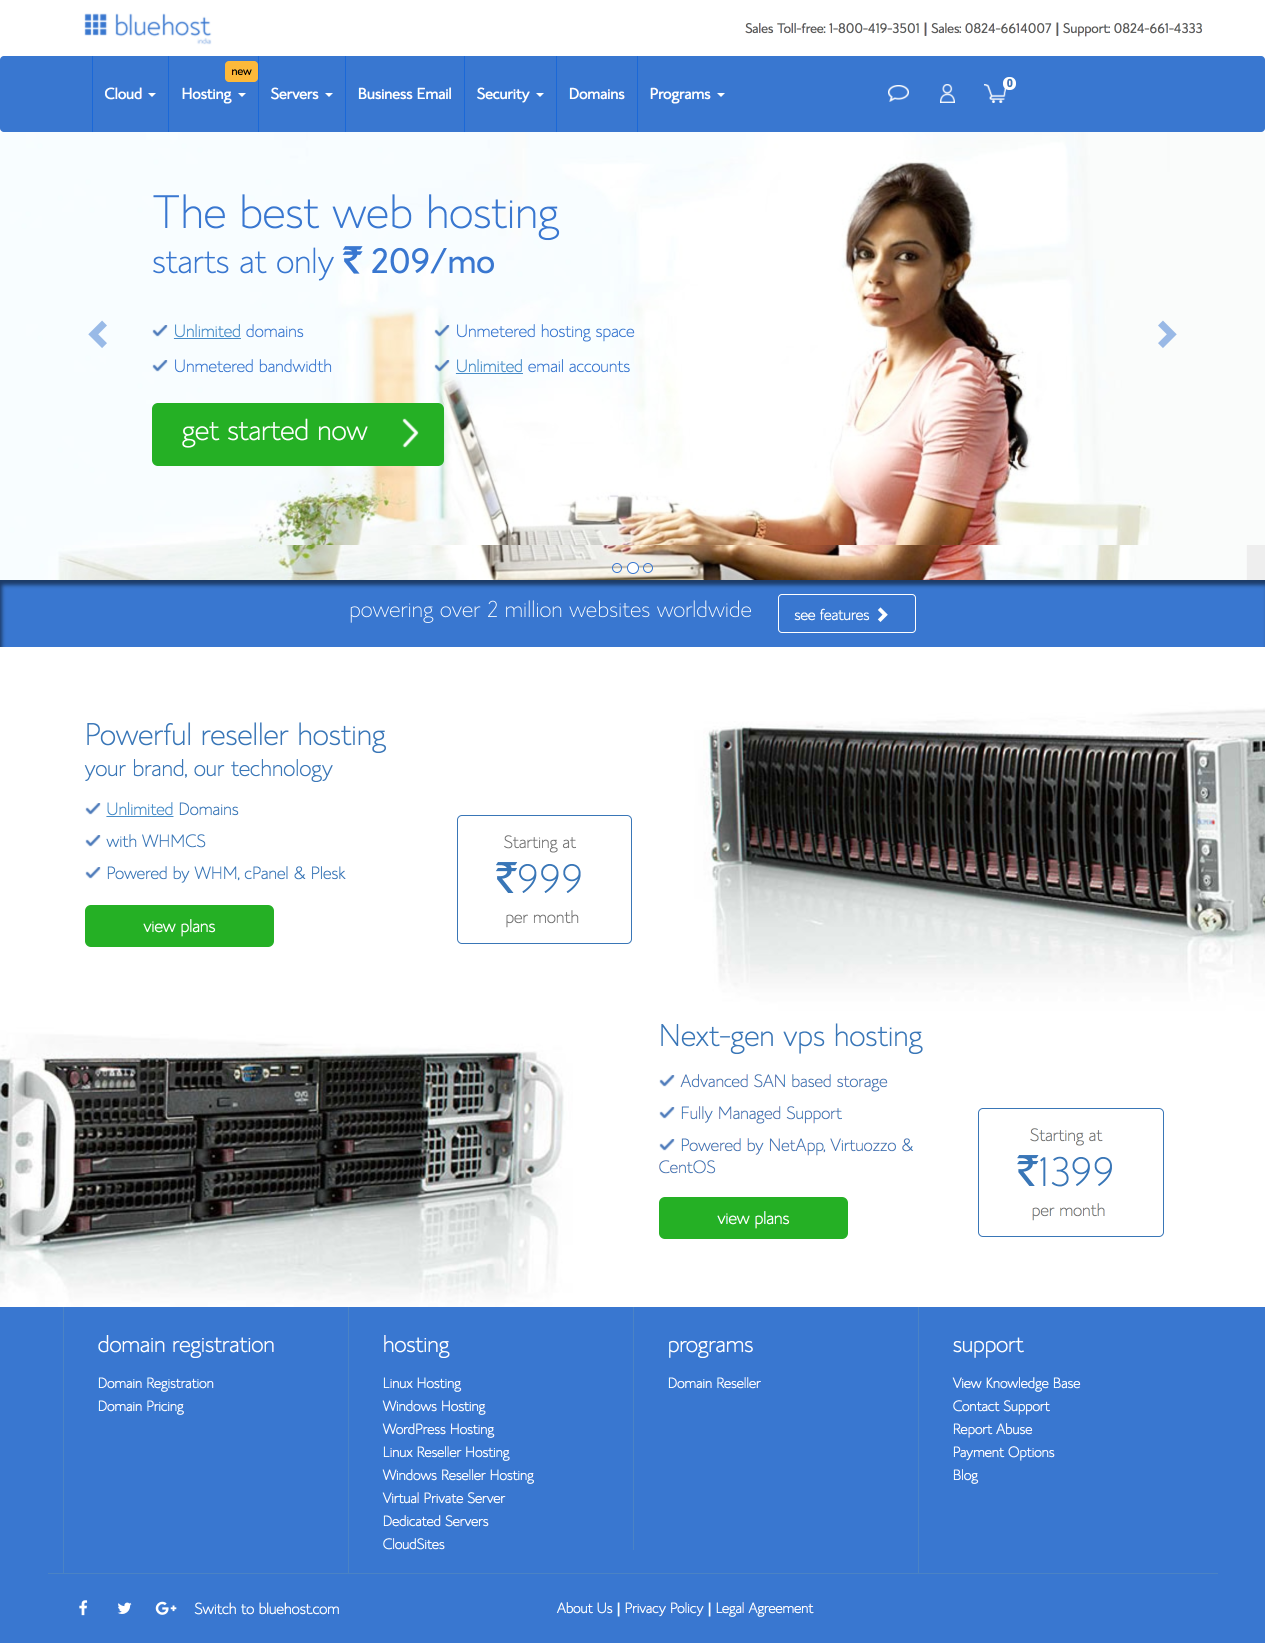 bluehost
india
Sales Toll-free: 1-800-419-3501 | Sales: 0824-6614007 | Support: 0824-661-4333
new
Cloud Hosting Servers Business Email Security Domains Programs
0
The best web hosting
starts at only ₹ 209/mo
Unlimited domains
Unmetered hosting space
Unmetered bandwidth
Unlimited email accounts
get started now
powering over 2 million websites worldwide
see features
Powerful reseller hosting
your brand, our technology
Unlimited Domains
with WHMCS
Powered by WHM, cPanel & Plesk
view plans
Starting at
₹999
per month
Next-gen vps hosting
Advanced SAN based storage
Fully Managed Support
Powered by NetApp, Virtuozzo &
CentOS
view plans
Starting at
₹1399
per month
domain registration
Domain Registration
Domain Pricing
hosting
Linux Hosting
Windows Hosting
WordPress Hosting
Linux Reseller Hosting
Windows Reseller Hosting
Virtual Private Server
Dedicated Servers
CloudSites
programs
Domain Reseller
support
View Knowledge Base
Contact Support
Report Abuse
Payment Options
Blog
Switch to bluehost.com
About Us | Privacy Policy | Legal Agreement